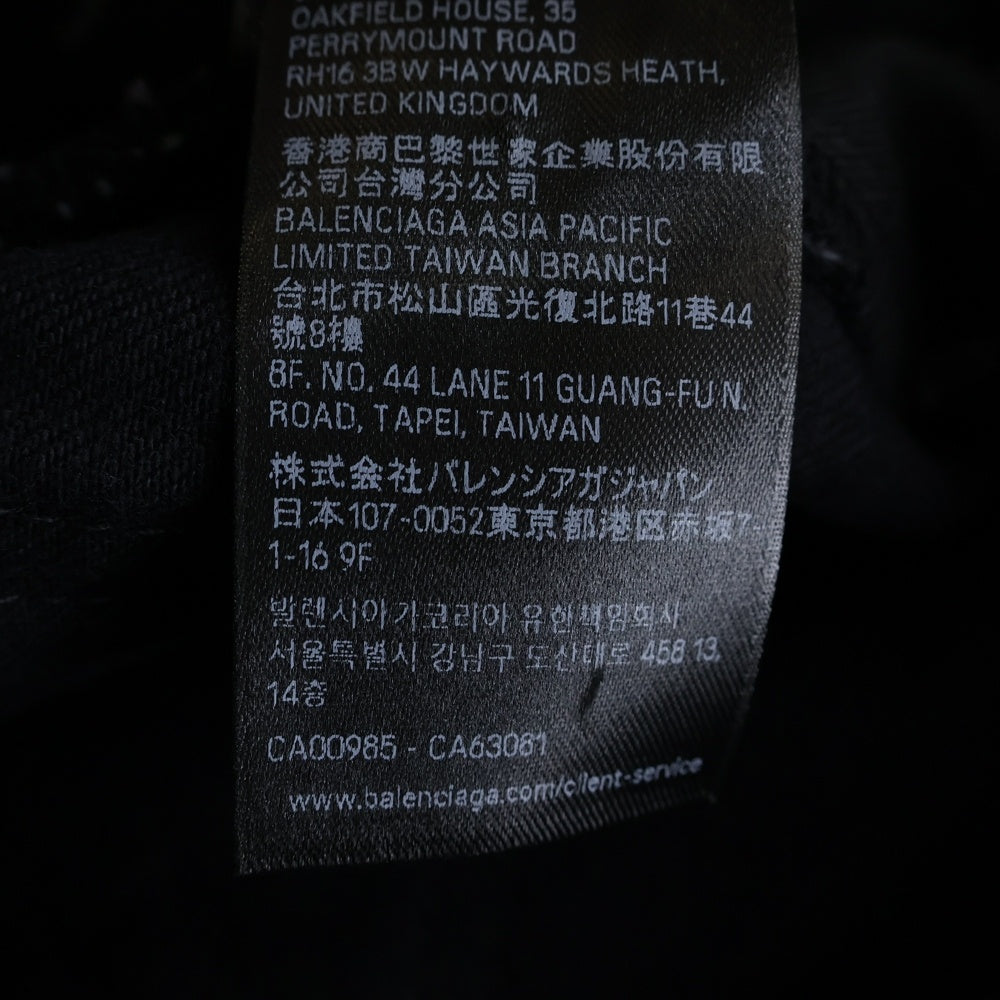 OAKFIELD HOUSE, 35
PERRYMOUNT ROAD
RH16 3BW HAYWARDS HEATH,
UNITED KINGDOM
香港商巴黎世家企業股份有限
公司台灣分公司
BALENCIAGA ASIA PACIFIC
LIMITED TAIWAN BRANCH
台北市松山區光復北路11巷44
號8樓
8F. NO. 44 LANE 11 GUANG-FU N.
ROAD, TAPEI, TAIWAN
株式会社バレンシアガジャパン
日本107-0052東京都港区赤坂7-
1-16 9F
발렌시아가코리아 유한책임회사
서울특별시 강남구 도산대로 458 13,
14층
CA00985 - CA63081
www.balenciaga.com/client-service